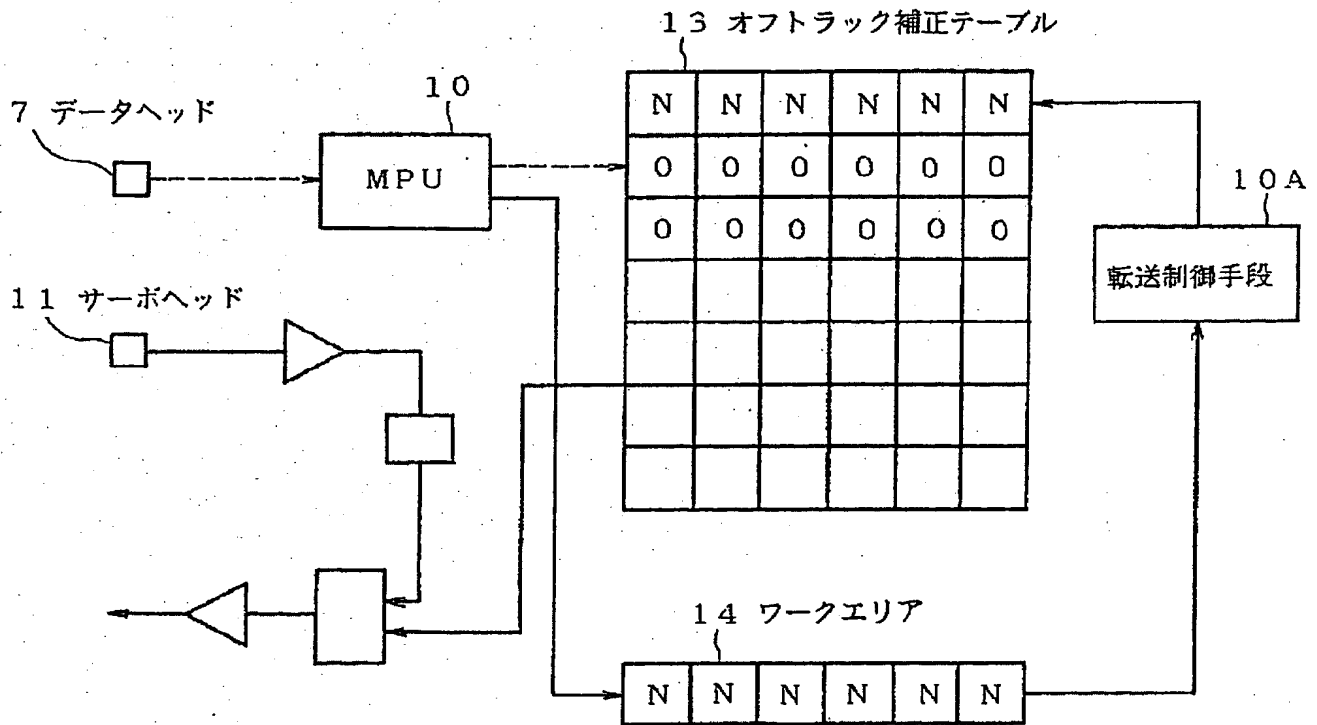 13 オフトラック補正テーブル
10
7 データヘッド
MPU
N N N N N N
0 0 0 0 0 0
0 0 0 0 0 0
10A
転送制御手段
11 サーボヘッド
14 ワークエリア
N N N N N N